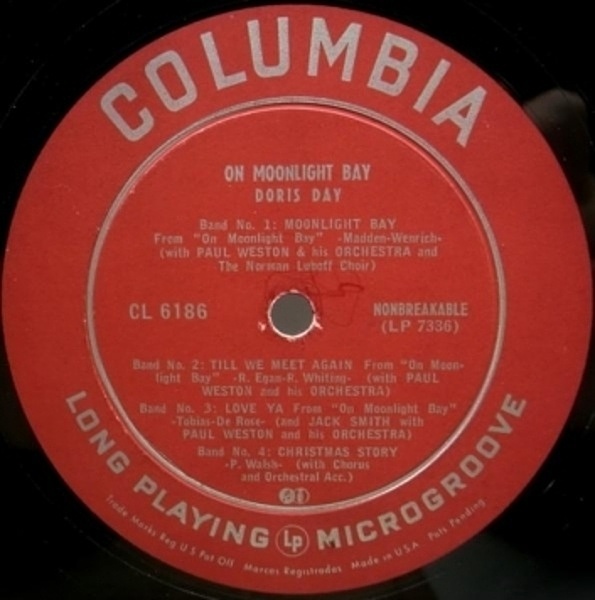 COLUMBIA
ON MOONLIGHT BAY
DORIS DAY
Band No. 1: MOONLIGHT BAY
From "On Moonlight Bay" -Madden-Wenrich-
(with PAUL WESTON & his ORCHESTRA and
The Norman Luboff Choir)
CL 6186
NONBREAKABLE
(LP 7336)
Band No. 2: TILL WE MEET AGAIN From "On Moon-
light Bay" -R. Egan-R. Whiting- (with PAUL
WESTON and his ORCHESTRA)
Band No. 3: LOVE YA From "On Moonlight Bay"
-Tobias-De Rose- (and JACK SMITH with
PAUL WESTON and his ORCHESTRA)
Band No. 4: CHRISTMAS STORY
-P. Walsh- (with Chorus
and Orchestral Acc.)
LONG PLAYING Lp MICROGROOVE
Trade Marks Reg U S Pat Off Marcas Registradas Made in U.S.A. Pats Pending